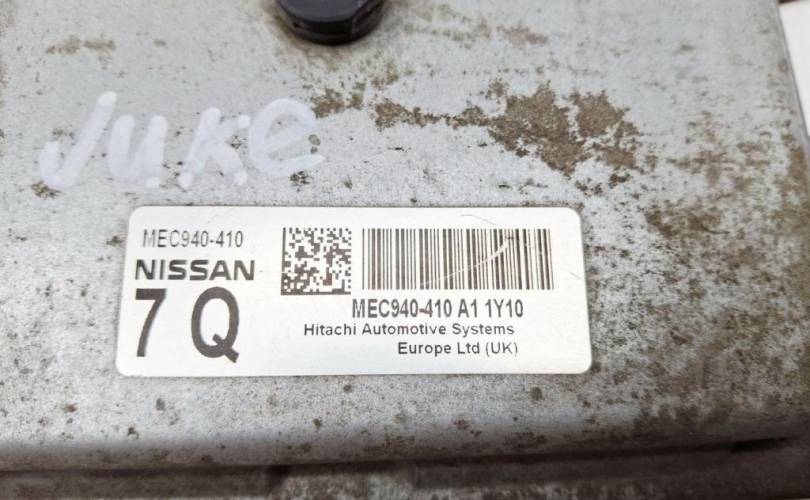 Juke
MEC940-410
NISSAN
7 Q
MEC940-410 A1 1Y10
Hitachi Automotive Systems
Europe Ltd (UK)